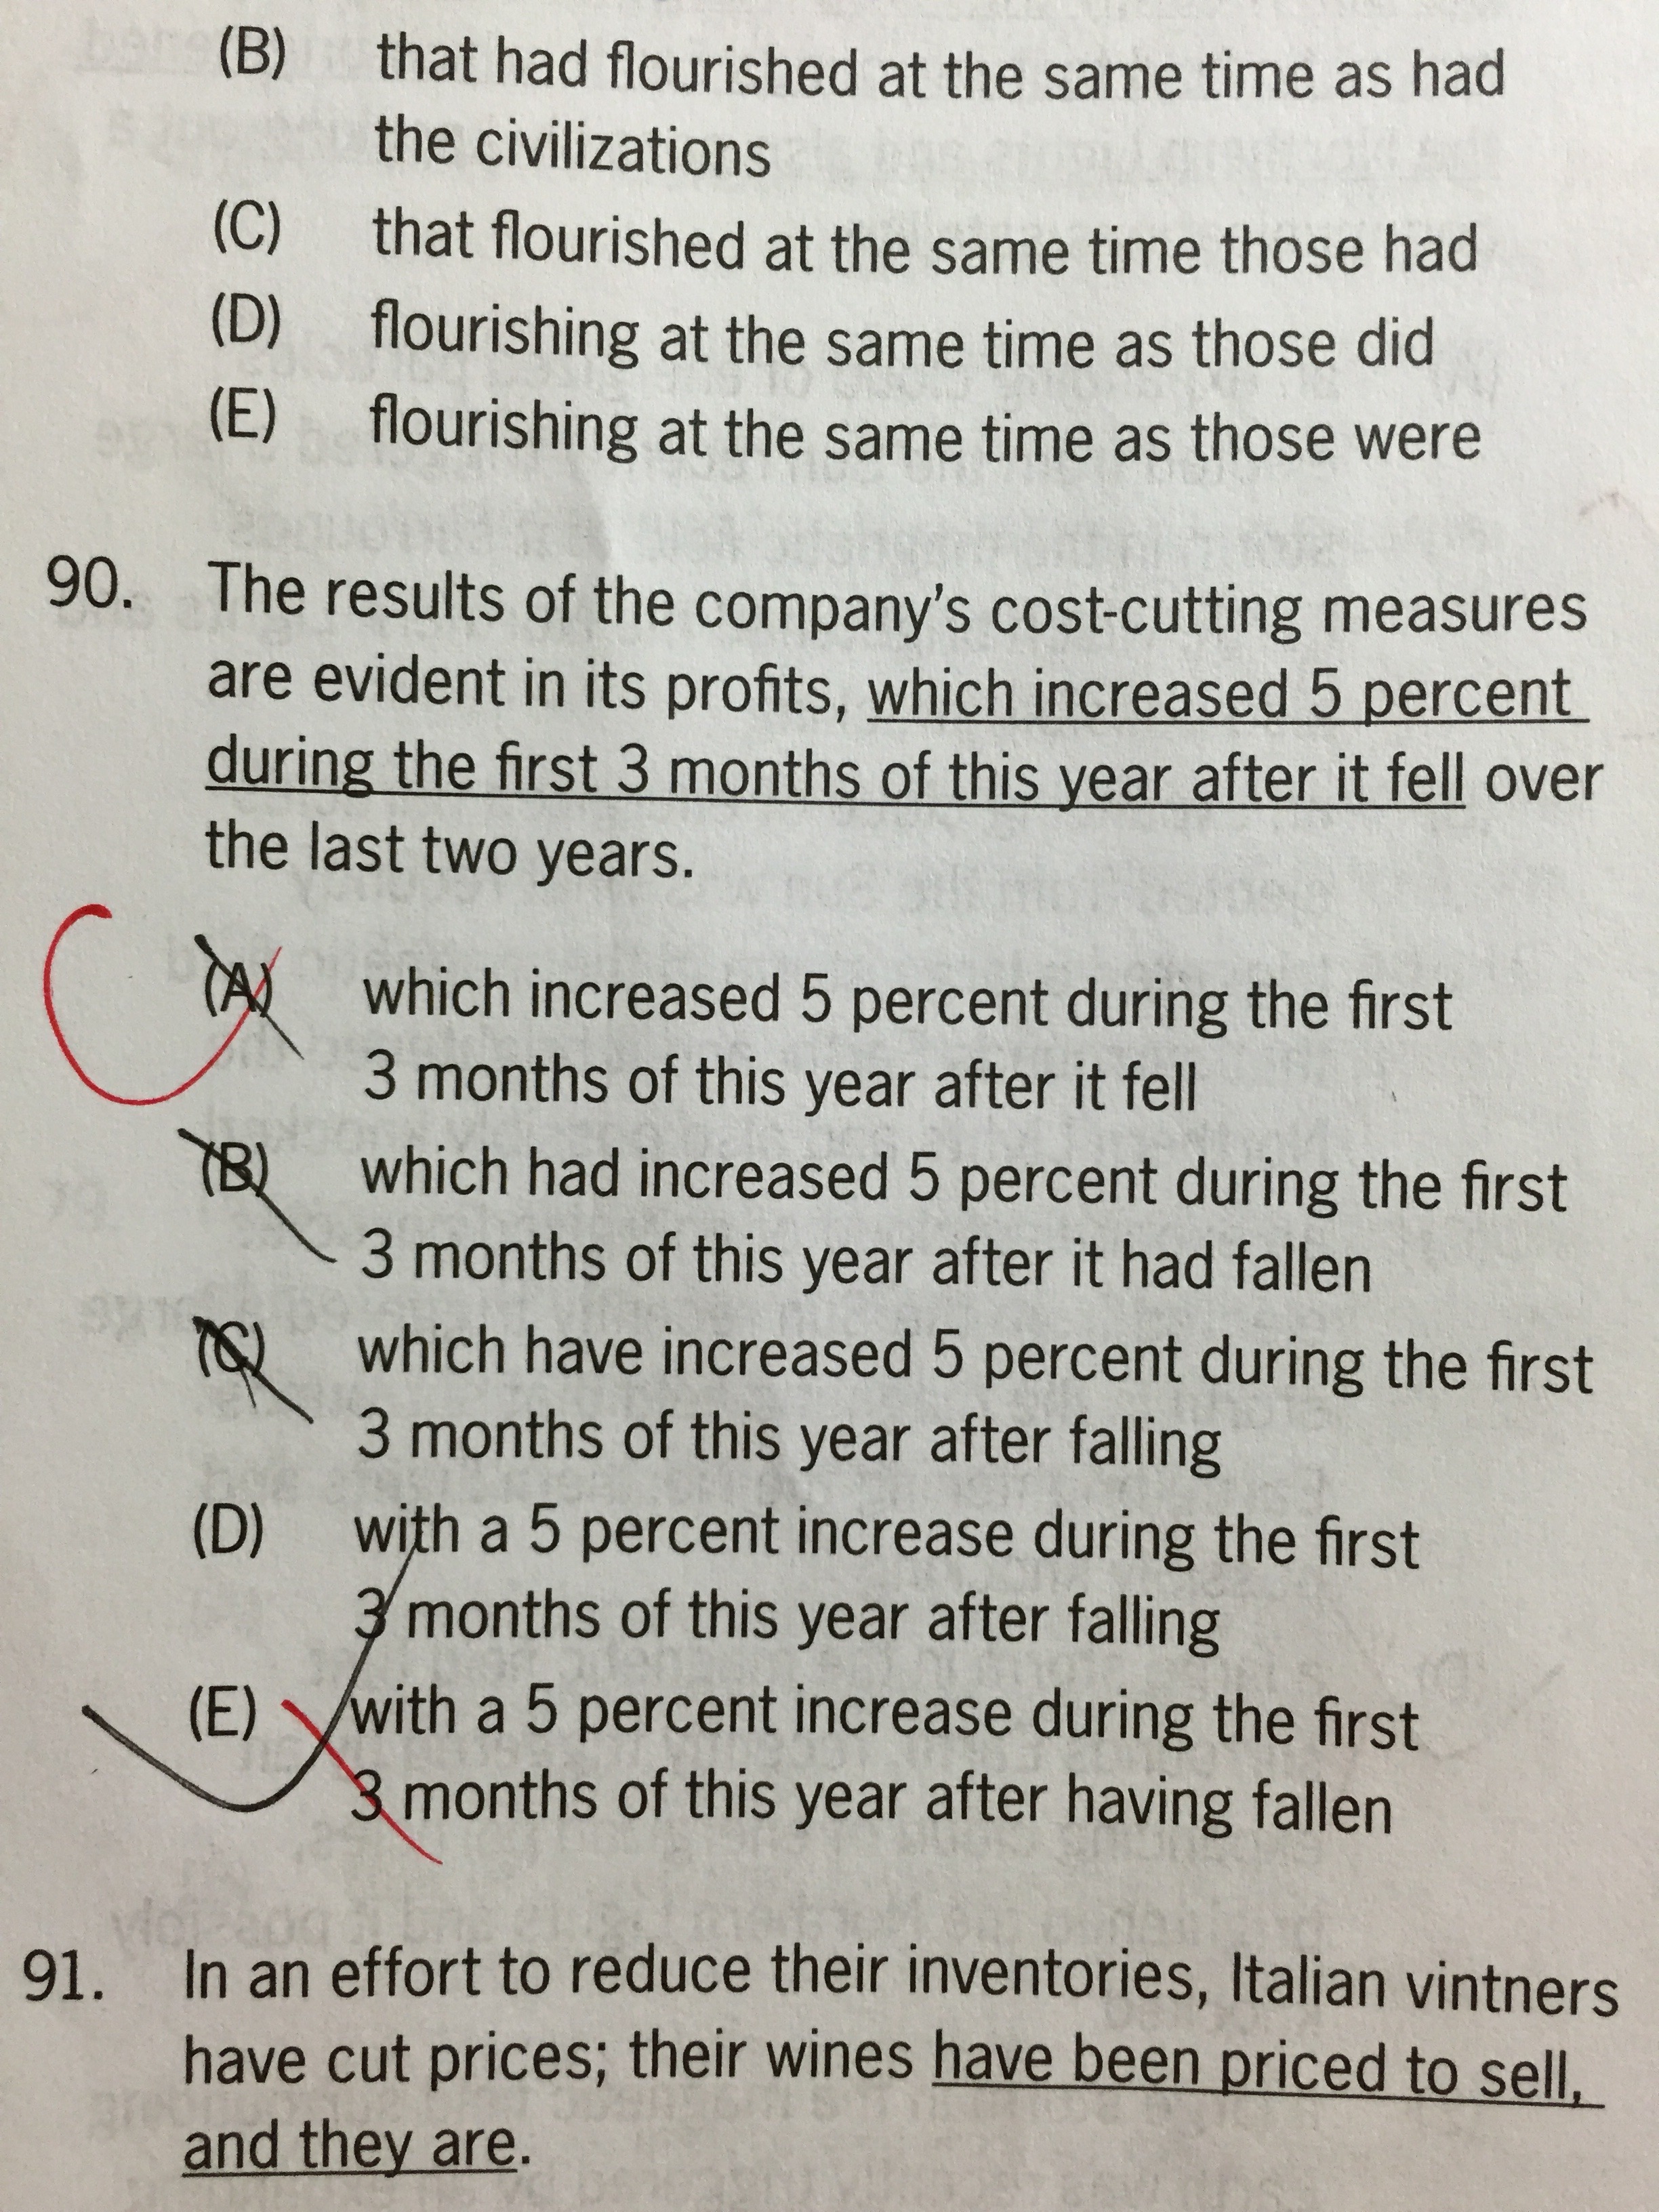 (B) that had flourished at the same time as had
the civilizations
(C) that flourished at the same time those had
(D) flourishing at the same time as those did
(E) flourishing at the same time as those were
90. The results of the company's cost-cutting measures
are evident in its profits, which increased 5 percent
during the first 3 months of this year after it fell over
the last two years.
(A) which increased 5 percent during the first
3 months of this year after it fell
(B) which had increased 5 percent during the first
3 months of this year after it had fallen
(C) which have increased 5 percent during the first
3 months of this year after falling
(D) with a 5 percent increase during the first
3 months of this year after falling
(E) with a 5 percent increase during the first
3 months of this year after having fallen
91. In an effort to reduce their inventories, Italian vintners
have cut prices; their wines have been priced to sell,
and they are.